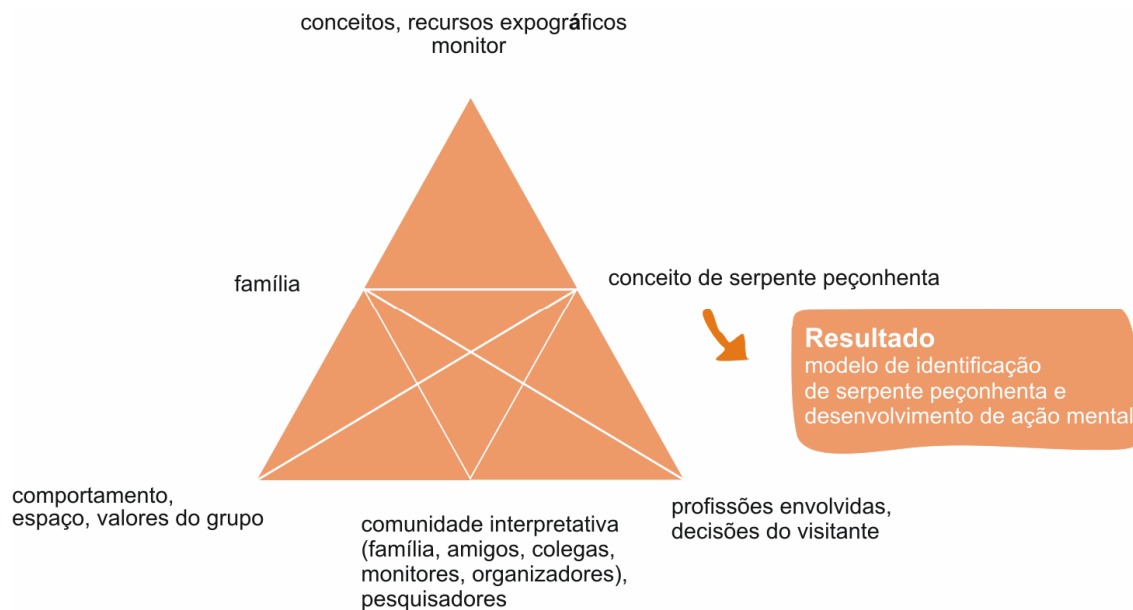 conceitos, recursos expográficos
monitor
família
conceito de serpente peçonhenta
Resultado
modelo de identificação
de serpente peçonhenta e
desenvolvimento de ação mental
comportamento,
espaço, valores do grupo
comunidade interpretativa
(família, amigos, colegas,
monitores, organizadores),
pesquisadores
profissões envolvidas,
decisões do visitante